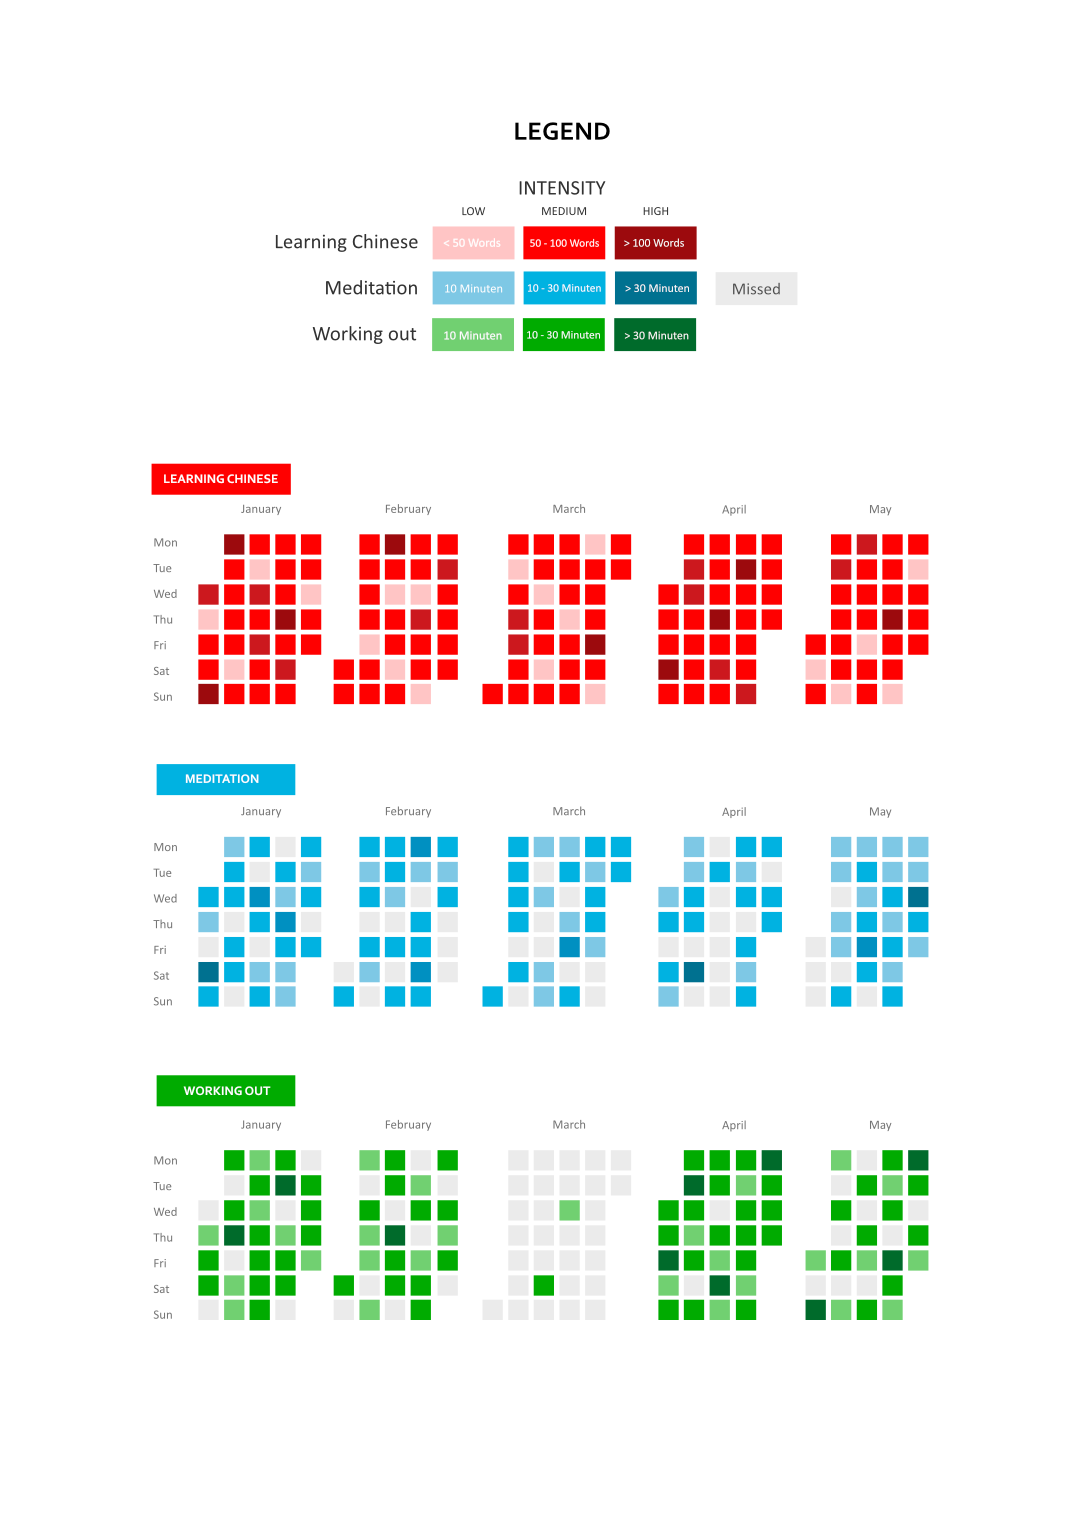 LEGEND
INTENSITY
LOW MEDIUM HIGH
Learning Chinese < 50 Words 50 - 100 Words > 100 Words
Meditation 10 Minuten 10 - 30 Minuten > 30 Minuten Missed
Working out 10 Minuten 10 - 30 Minuten > 30 Minuten
LEARNING CHINESE
January February March April May
Mon
Tue
Wed
Thu
Fri
Sat
Sun
MEDITATION
January February March April May
Mon
Tue
Wed
Thu
Fri
Sat
Sun
WORKING OUT
January February March April May
Mon
Tue
Wed
Thu
Fri
Sat
Sun